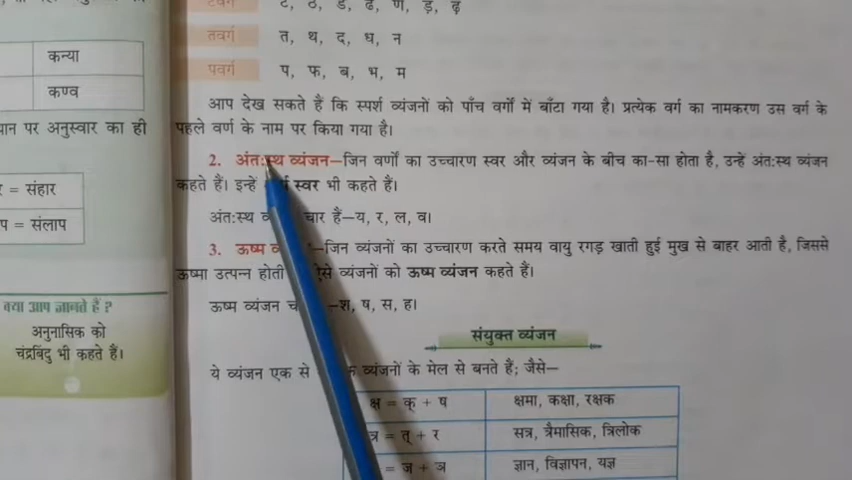 कन्या
कण्व
थान पर अनुस्वार का ही
= संहार
= संलाप
क्या आप जानते हैं ?
अनुनासिक को
चंद्रबिंदु भी कहते हैं।
टवर्ग ट, ठ, ड, ढ, ण, ड़, ढ़
तवर्ग त, थ, द, ध, न
पवर्ग प, फ, ब, भ, म
आप देख सकते हैं कि स्पर्श व्यंजनों को पाँच वर्गों में बाँटा गया है। प्रत्येक वर्ग का नामकरण उस वर्ग के
पहले वर्ण के नाम पर किया गया है।
2. अंत:स्थ व्यंजन–जिन वर्णों का उच्चारण स्वर और व्यंजन के बीच का-सा होता है, उन्हें अंत:स्थ व्यंजन
कहते हैं। इन्हें स्वर भी कहते हैं।
अंत:स्थ चार हैं–य, र, ल, व।
3. ऊष्म –जिन व्यंजनों का उच्चारण करते समय वायु रगड़ खाती हुई मुख से बाहर आती है, जिससे
ऊष्मा उत्पन्न होती ऐसे व्यंजनों को ऊष्म व्यंजन कहते हैं।
ऊष्म व्यंजन –श, ष, स, ह।
संयुक्त व्यंजन
ये व्यंजन एक से व्यंजनों के मेल से बनते हैं; जैसे–
क्ष = क् + ष क्षमा, कक्षा, रक्षक
त्र = त् + र सत्र, त्रैमासिक, त्रिलोक
= ज् + ञ ज्ञान, विज्ञापन, यज्ञ